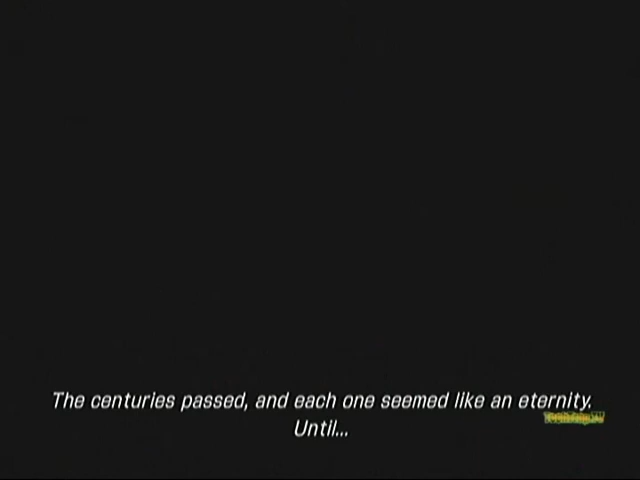 The centuries passed, and each one seemed like an eternity.
Until...